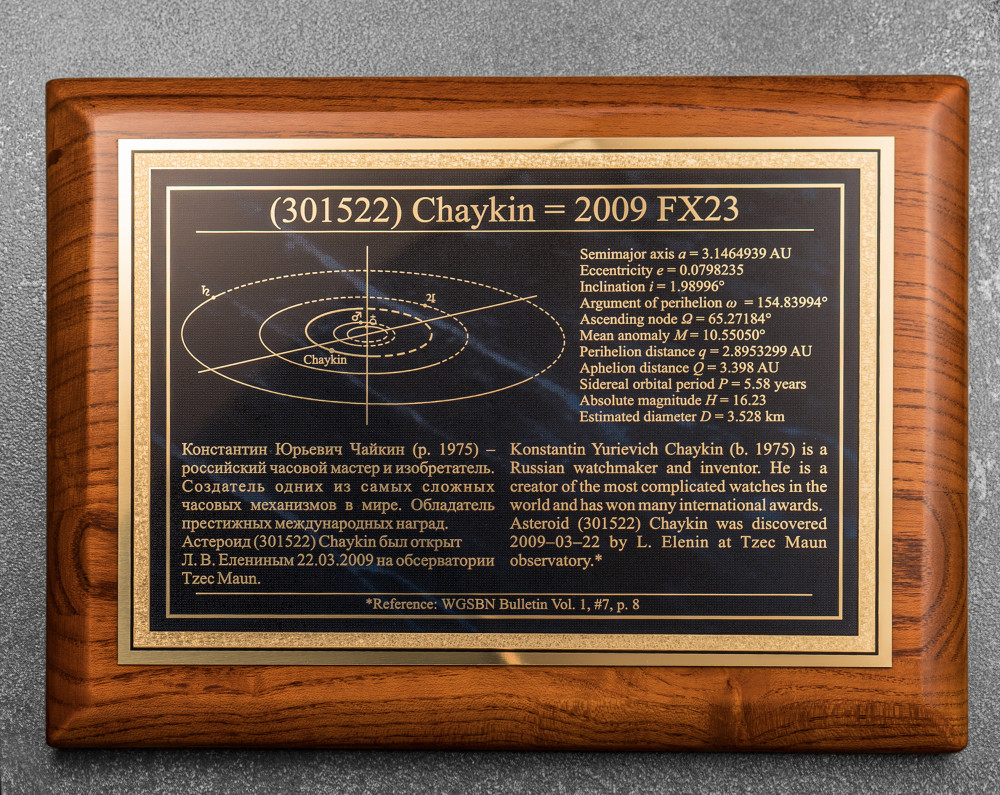 (301522) Chaykin = 2009 FX23
♄
♃
♂
♁
Chaykin
Semimajor axis a = 3.1464939 AU
Eccentricity e = 0.0798235
Inclination i = 1.98996°
Argument of perihelion ω = 154.83994°
Ascending node Ω = 65.27184°
Mean anomaly M = 10.55050°
Perihelion distance q = 2.8953299 AU
Aphelion distance Q = 3.398 AU
Sidereal orbital period P = 5.58 years
Absolute magnitude H = 16.23
Estimated diameter D = 3.528 km
Константин Юрьевич Чайкин (р. 1975) –
российский часовой мастер и изобретатель.
Создатель одних из самых сложных
часовых механизмов в мире. Обладатель
престижных международных наград.
Астероид (301522) Chaykin был открыт
Л. В. Елениным 22.03.2009 на обсерватории
Tzec Maun.
Konstantin Yurievich Chaykin (b. 1975) is a
Russian watchmaker and inventor. He is a
creator of the most complicated watches in the
world and has won many international awards.
Asteroid (301522) Chaykin was discovered
2009–03–22 by L. Elenin at Tzec Maun
observatory.*
*Reference: WGSBN Bulletin Vol. 1, #7, p. 8